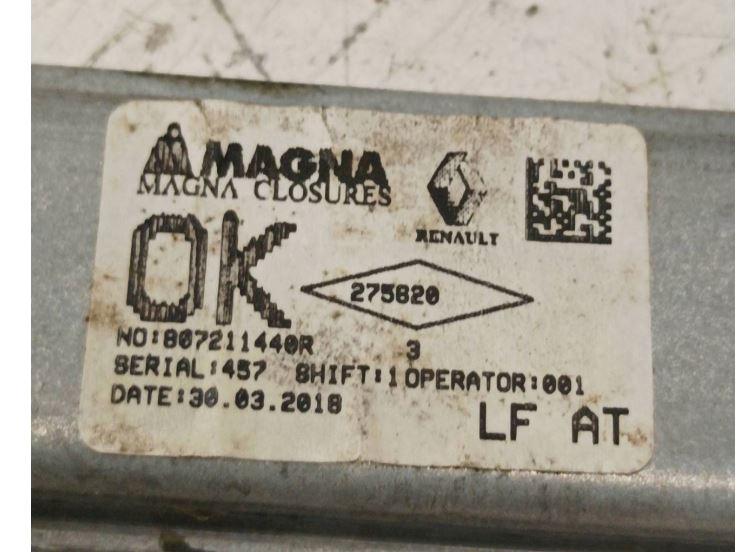 MAGNA
MAGNA CLOSURES
RENAULT
OK
275820
NO:807211440R 3
SERIAL:457 SHIFT:1 OPERATOR:001
DATE:30.03.2018
LF AT